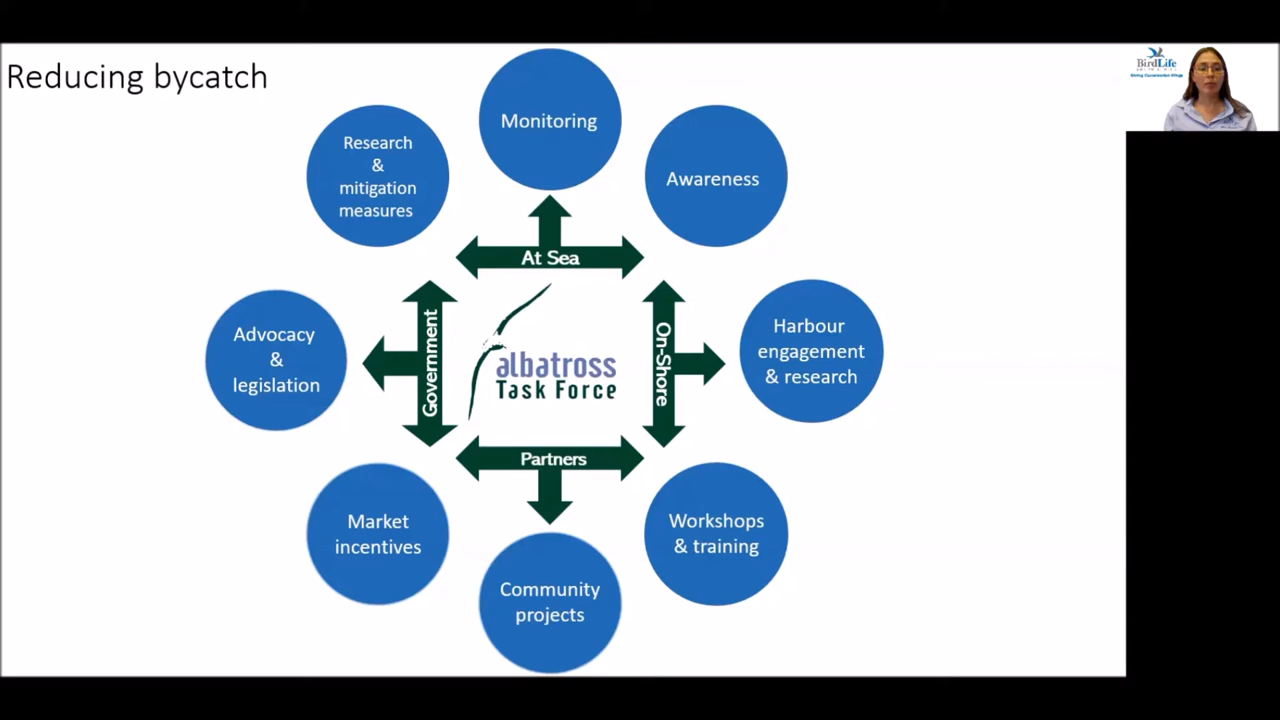 Reducing bycatch
BirdLife
Monitoring
Research
&
mitigation
measures
Awareness
At Sea
Advocacy
&
legislation
Government
albatross
Task Force
On-Shore
Harbour
engagement
& research
Partners
Market
incentives
Workshops
& training
Community
projects